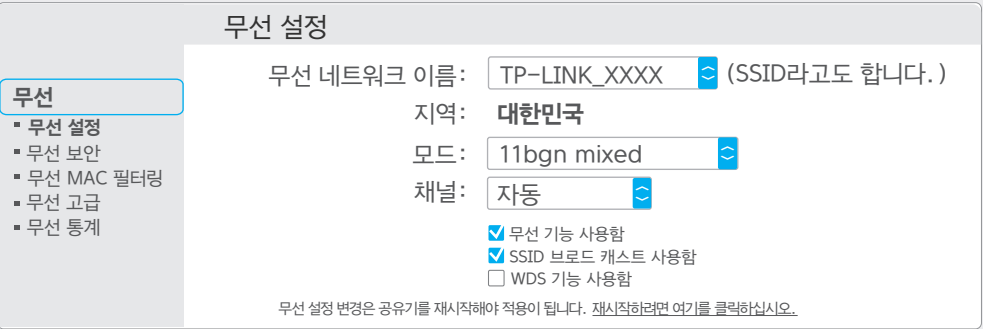 무선 설정
무선
무선 설정
무선 보안
무선 MAC 필터링
무선 고급
무선 통계
무선 네트워크 이름: TP-LINK_XXXX (SSID라고도 합니다.)
지역: 대한민국
모드: 11bgn mixed
채널: 자동
무선 기능 사용함
SSID 브로드 캐스트 사용함
WDS 기능 사용함
무선 설정 변경은 공유기를 재시작해야 적용이 됩니다. 재시작하려면 여기를 클릭하십시오.